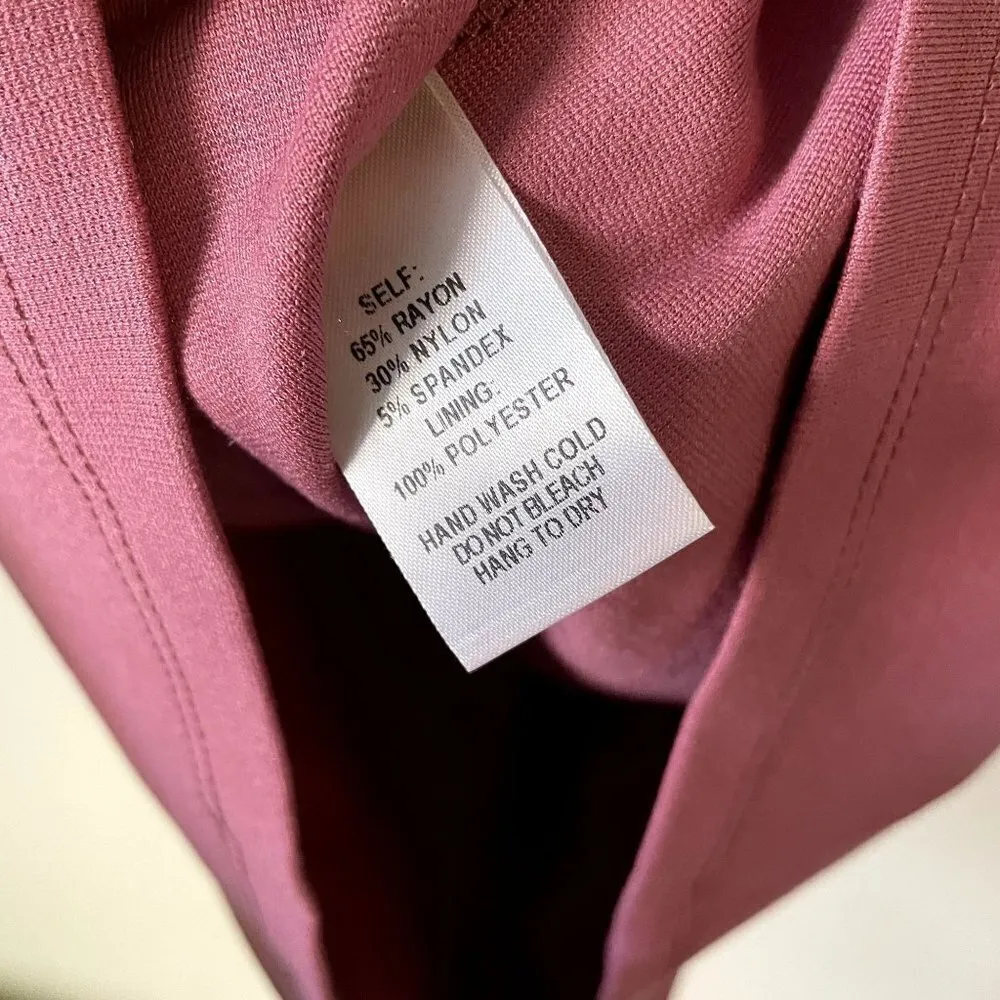 SELF:
65% RAYON
30% NYLON
5% SPANDEX
LINING:
100% POLYESTER
HAND WASH COLD
DO NOT BLEACH
HANG TO DRY